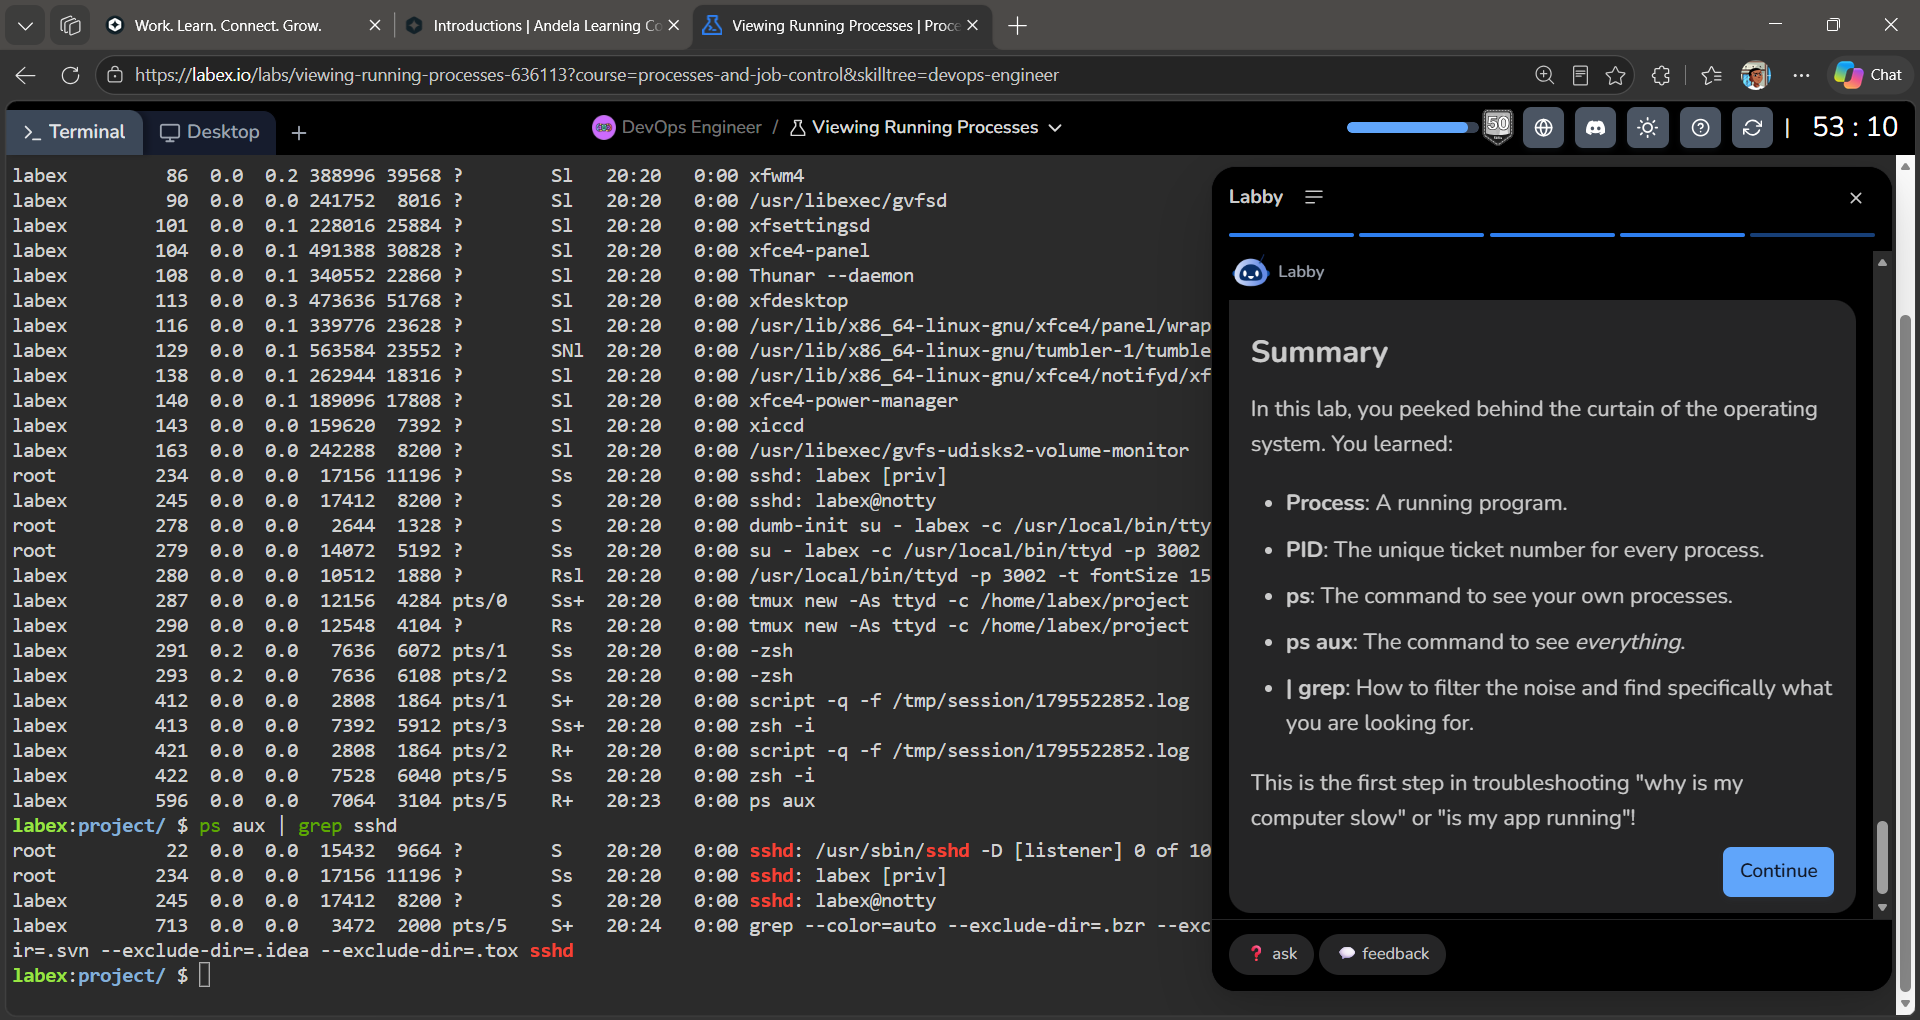 Work. Learn. Connect. Grow.
Introductions | Andela Learning Co
Viewing Running Processes | Proce
https://labex.io/labs/viewing-running-processes-636113?course=processes-and-job-control&skilltree=devops-engineer
Chat
>_ Terminal
Desktop
DevOps Engineer / Viewing Running Processes
50
| 53 : 10
labex 86 0.0 0.2 388996 39568 ? Sl 20:20 0:00 xfwm4
labex 90 0.0 0.0 241752 8016 ? Sl 20:20 0:00 /usr/libexec/gvfsd
labex 101 0.0 0.1 228016 25884 ? Sl 20:20 0:00 xfsettingsd
labex 104 0.0 0.1 491388 30828 ? Sl 20:20 0:00 xfce4-panel
labex 108 0.0 0.1 340552 22860 ? Sl 20:20 0:00 Thunar --daemon
labex 113 0.0 0.3 473636 51768 ? Sl 20:20 0:00 xfdesktop
labex 116 0.0 0.1 339776 23628 ? Sl 20:20 0:00 /usr/lib/x86_64-linux-gnu/xfce4/panel/wrap
labex 129 0.0 0.1 563584 23552 ? SNl 20:20 0:00 /usr/lib/x86_64-linux-gnu/tumbler-1/tumble
labex 138 0.0 0.1 262944 18316 ? Sl 20:20 0:00 /usr/lib/x86_64-linux-gnu/xfce4/notifyd/xf
labex 140 0.0 0.1 189096 17808 ? Sl 20:20 0:00 xfce4-power-manager
labex 143 0.0 0.0 159620 7392 ? Sl 20:20 0:00 xiccd
labex 163 0.0 0.0 242288 8200 ? Sl 20:20 0:00 /usr/libexec/gvfs-udisks2-volume-monitor
root 234 0.0 0.0 17156 11196 ? Ss 20:20 0:00 sshd: labex [priv]
labex 245 0.0 0.0 17412 8200 ? S 20:20 0:00 sshd: labex@notty
root 278 0.0 0.0 2644 1328 ? S 20:20 0:00 dumb-init su - labex -c /usr/local/bin/tty
root 279 0.0 0.0 14072 5192 ? Ss 20:20 0:00 su - labex -c /usr/local/bin/ttyd -p 3002
labex 280 0.0 0.0 10512 1880 ? Rsl 20:20 0:00 /usr/local/bin/ttyd -p 3002 -t fontSize 15
labex 287 0.0 0.0 12156 4284 pts/0 Ss+ 20:20 0:00 tmux new -As ttyd -c /home/labex/project
labex 290 0.0 0.0 12548 4104 ? Rs 20:20 0:00 tmux new -As ttyd -c /home/labex/project
labex 291 0.2 0.0 7636 6072 pts/1 Ss 20:20 0:00 -zsh
labex 293 0.2 0.0 7636 6108 pts/2 Ss 20:20 0:00 -zsh
labex 412 0.0 0.0 2808 1864 pts/1 S+ 20:20 0:00 script -q -f /tmp/session/1795522852.log
labex 413 0.0 0.0 7392 5912 pts/3 Ss+ 20:20 0:00 zsh -i
labex 421 0.0 0.0 2808 1864 pts/2 R+ 20:20 0:00 script -q -f /tmp/session/1795522852.log
labex 422 0.0 0.0 7528 6040 pts/5 Ss 20:20 0:00 zsh -i
labex 596 0.0 0.0 7064 3104 pts/5 R+ 20:23 0:00 ps aux
labex:project/ $ ps aux | grep sshd
root 22 0.0 0.0 15432 9664 ? S 20:20 0:00 sshd: /usr/sbin/sshd -D [listener] 0 of 10
root 234 0.0 0.0 17156 11196 ? Ss 20:20 0:00 sshd: labex [priv]
labex 245 0.0 0.0 17412 8200 ? S 20:20 0:00 sshd: labex@notty
labex 713 0.0 0.0 3472 2000 pts/5 S+ 20:24 0:00 grep --color=auto --exclude-dir=.bzr --exc
ir=.svn --exclude-dir=.idea --exclude-dir=.tox sshd
labex:project/ $
Labby
Labby
Summary
In this lab, you peeked behind the curtain of the operating
system. You learned:
• Process: A running program.
• PID: The unique ticket number for every process.
• ps: The command to see your own processes.
• ps aux: The command to see everything.
• | grep: How to filter the noise and find specifically what
you are looking for.
This is the first step in troubleshooting "why is my
computer slow" or "is my app running"!
Continue
? ask
feedback